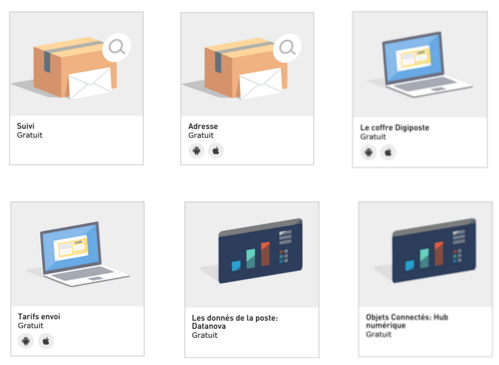 Suivi
Gratuit
Adresse
Gratuit
Le coffre Digiposte
Gratuit
Tarifs envoi
Gratuit
Les donnés de la poste:
Datanova
Gratuit
Objets Connectés: Hub
numérique
Gratuit